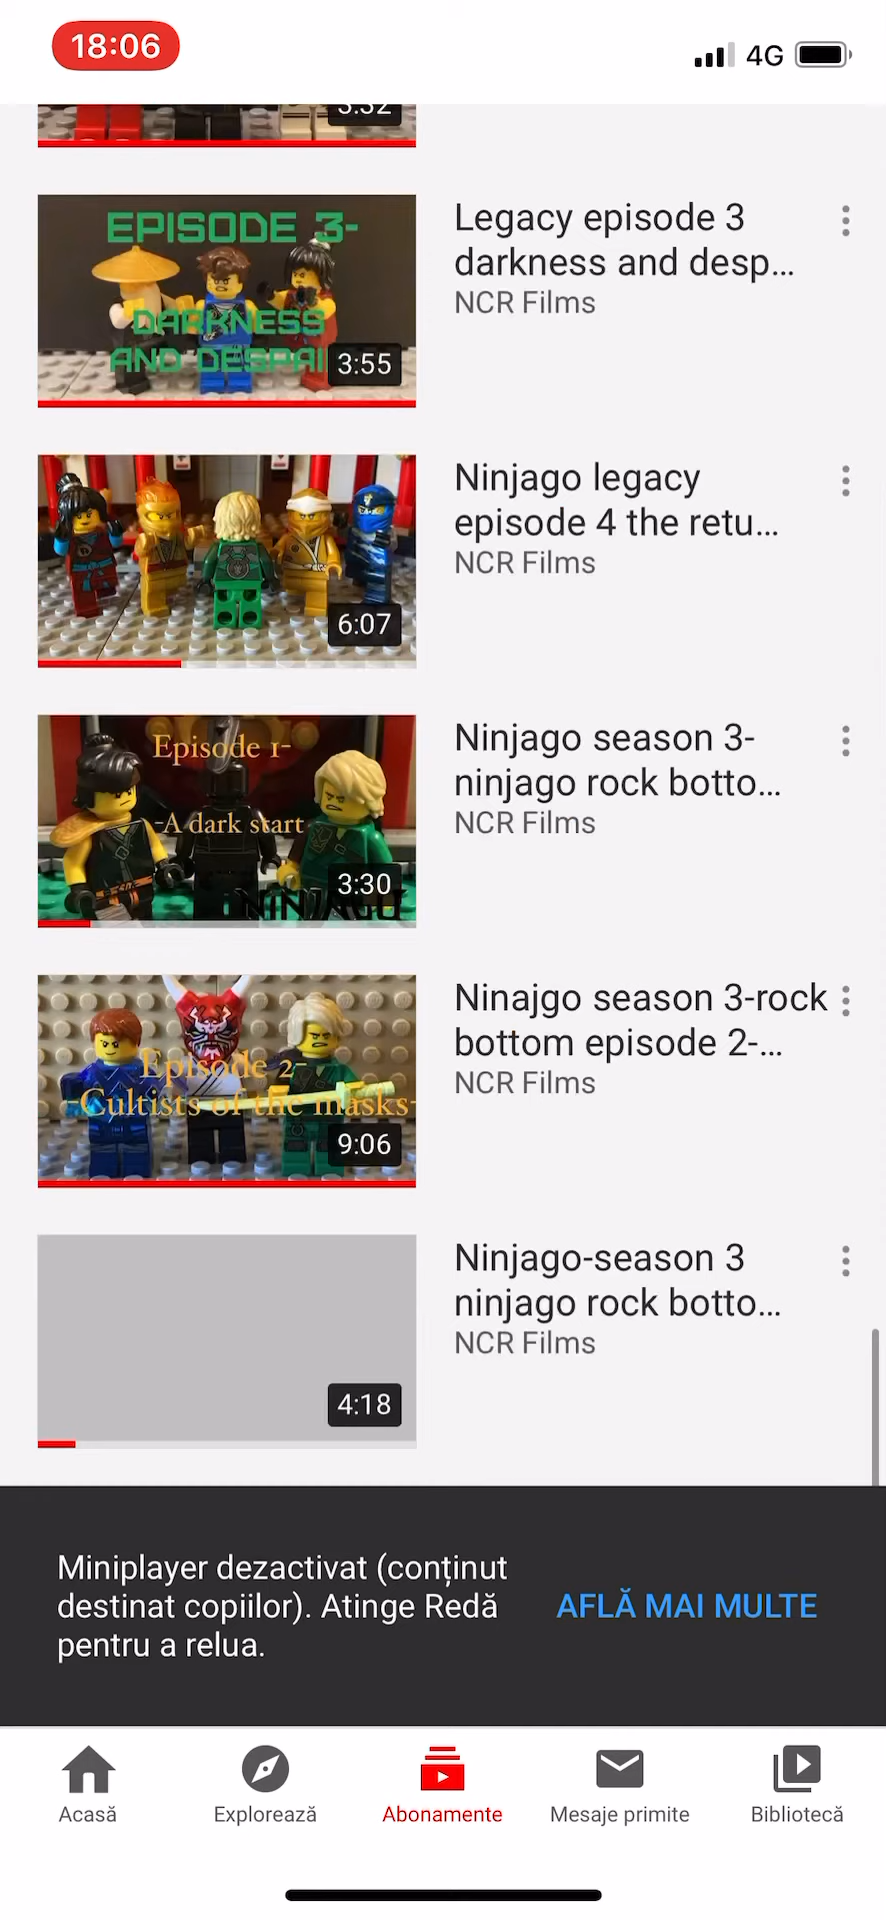 18:06
4G
3:32
EPISODE 3-
DARKNESS
AND DESPAI
3:55
Legacy episode 3
darkness and desp...
NCR Films
6:07
Ninjago legacy
episode 4 the retu...
NCR Films
Episode 1-
-A dark start
3:30
NINJAGO
Ninjago season 3-
ninjago rock botto...
NCR Films
Episode 2-
-Cultists of the masks-
9:06
Ninajgo season 3-rock
bottom episode 2-...
NCR Films
4:18
Ninjago-season 3
ninjago rock botto...
NCR Films
Miniplayer dezactivat (conținut
destinat copiilor). Atinge Redă
pentru a relua.
AFLĂ MAI MULTE
Acasă
Explorează
Abonamente
Mesaje primite
Bibliotecă